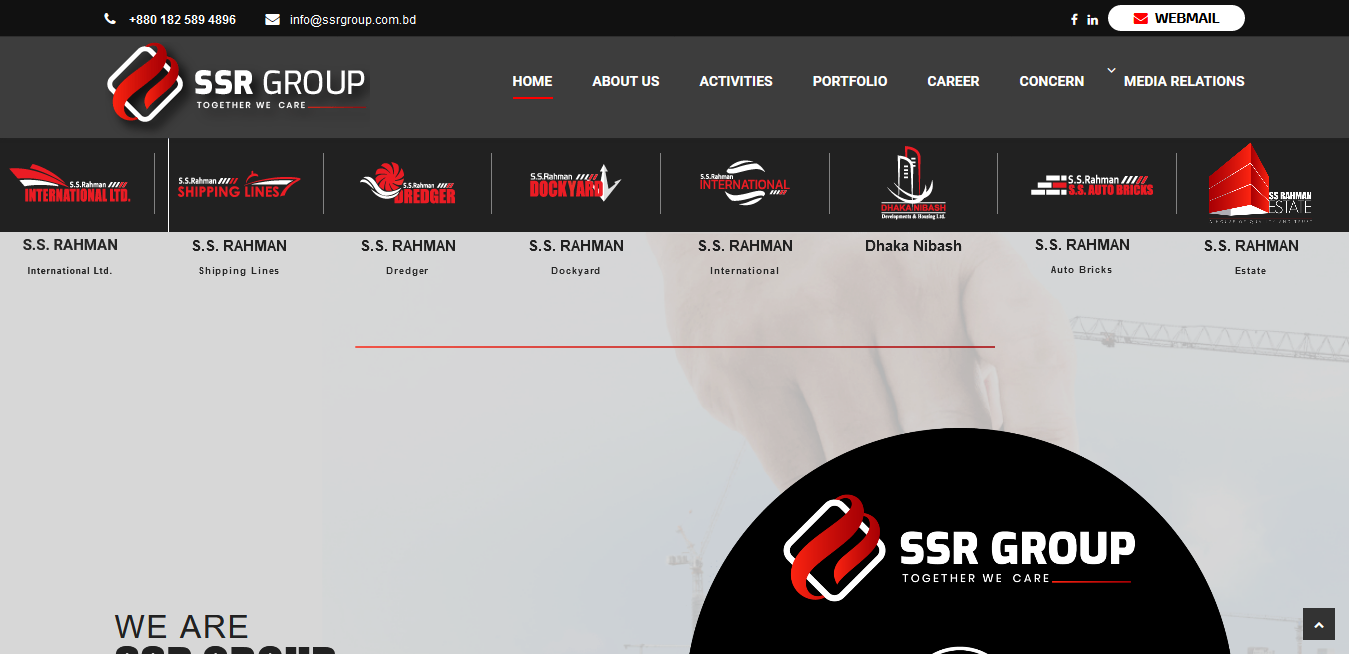 +880 182 589 4896
info@ssrgroup.com.bd
WEBMAIL
SSR GROUP
TOGETHER WE CARE
HOME
ABOUT US
ACTIVITIES
PORTFOLIO
CAREER
CONCERN
MEDIA RELATIONS
S.S.Rahman
INTERNATIONAL LTD.
S.S.Rahman
SHIPPING LINES
S.S.Rahman
DREDGER
S.S.Rahman
DOCKYARD
S.S.Rahman
INTERNATIONAL
DHAKA NIBASH
Developments & Housing Ltd.
S.S.Rahman
S.S. AUTO BRICKS
SS RAHMAN
ESTATE
S.S. RAHMAN
International Ltd.
S.S. RAHMAN
Shipping Lines
S.S. RAHMAN
Dredger
S.S. RAHMAN
Dockyard
S.S. RAHMAN
International
Dhaka Nibash
S.S. RAHMAN
Auto Bricks
S.S. RAHMAN
Estate
SSR GROUP
TOGETHER WE CARE
WE ARE
SSR GROUP